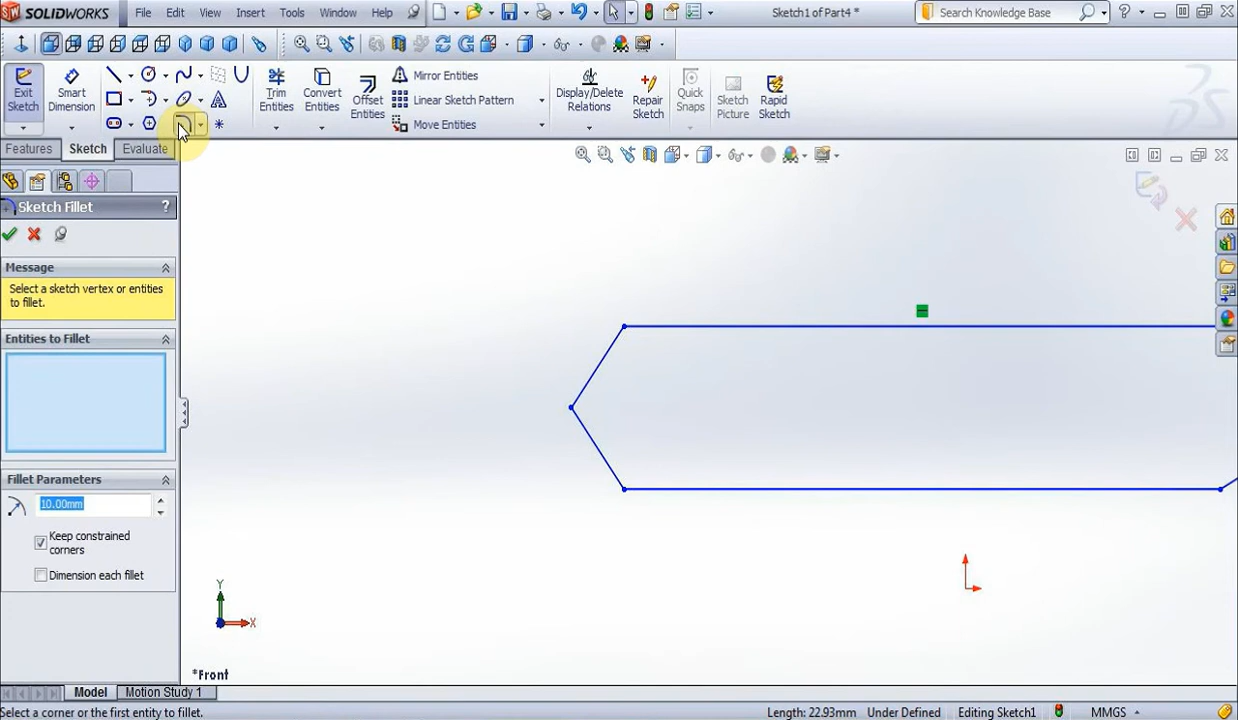 SOLIDWORKS
File
Edit
View
Insert
Tools
Window
Help
Sketch1 of Part4 *
Search Knowledge Base
Exit Sketch
Smart Dimension
Trim Entities
Convert Entities
Offset Entities
Mirror Entities
Linear Sketch Pattern
Move Entities
Display/Delete Relations
Repair Sketch
Quick Snaps
Sketch Picture
Rapid Sketch
Features
Sketch
Evaluate
Sketch Fillet
?
Message
Select a sketch vertex or entities
to fillet.
Entities to Fillet
Fillet Parameters
10.00mm
Keep constrained
corners
Dimension each fillet
Y
X
*Front
Model
Motion Study 1
Select a corner or the first entity to fillet.
Length: 22.93mm
Under Defined
Editing Sketch1
MMGS